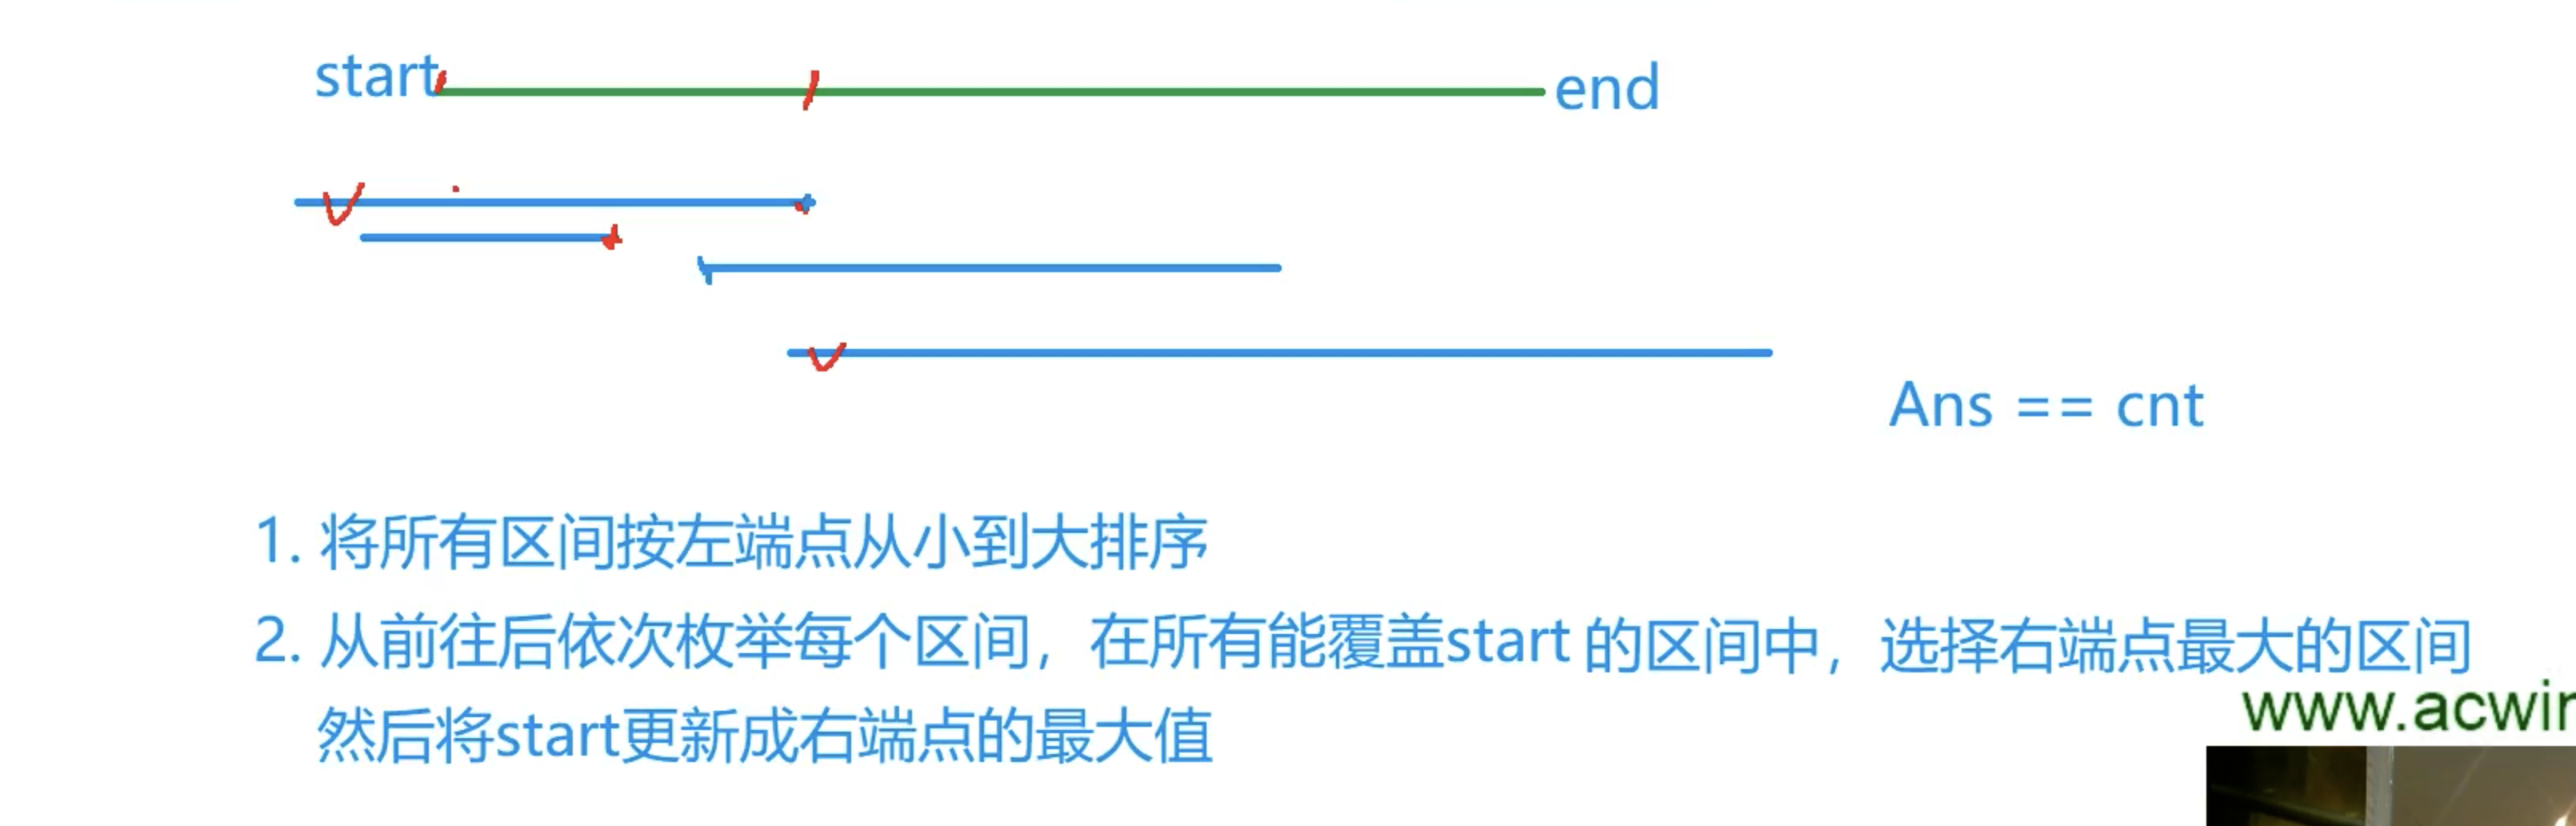 start
end
Ans == cnt
1. 将所有区间按左端点从小到大排序
2. 从前往后依次枚举每个区间，在所有能覆盖start 的区间中，选择右端点最大的区间
然后将start更新成右端点的最大值